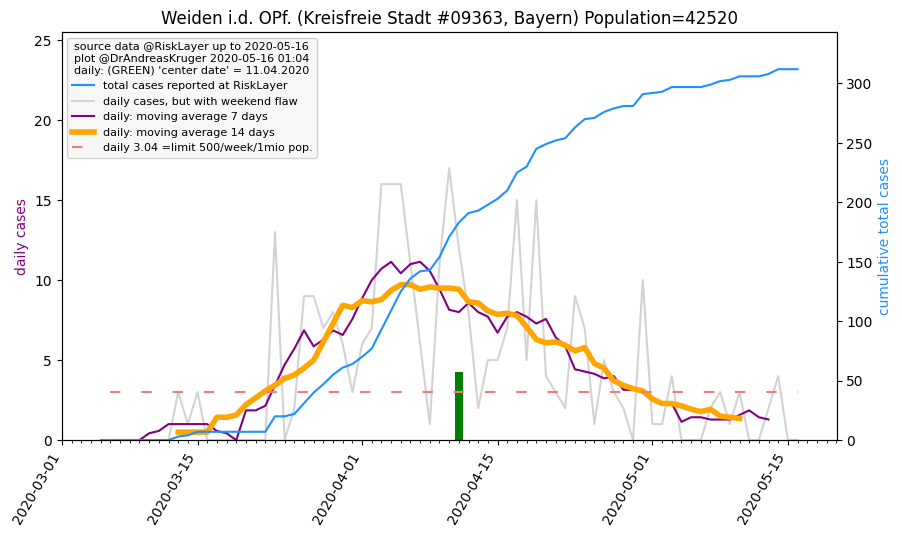 Weiden i.d. OPf. (Kreisfreie Stadt #09363, Bayern) Population=42520
source data @RiskLayer up to 2020-05-16
plot @DrAndreasKruger 2020-05-16 01:04
daily: (GREEN) 'center date' = 11.04.2020
total cases reported at RiskLayer
daily cases, but with weekend flaw
daily: moving average 7 days
daily: moving average 14 days
daily 3.04 =limit 500/week/1mio pop.
daily cases
25
20
15
10
5
0
cumulative total cases
300
250
200
150
100
50
0
2020-03-01
2020-03-15
2020-04-01
2020-04-15
2020-05-01
2020-05-15